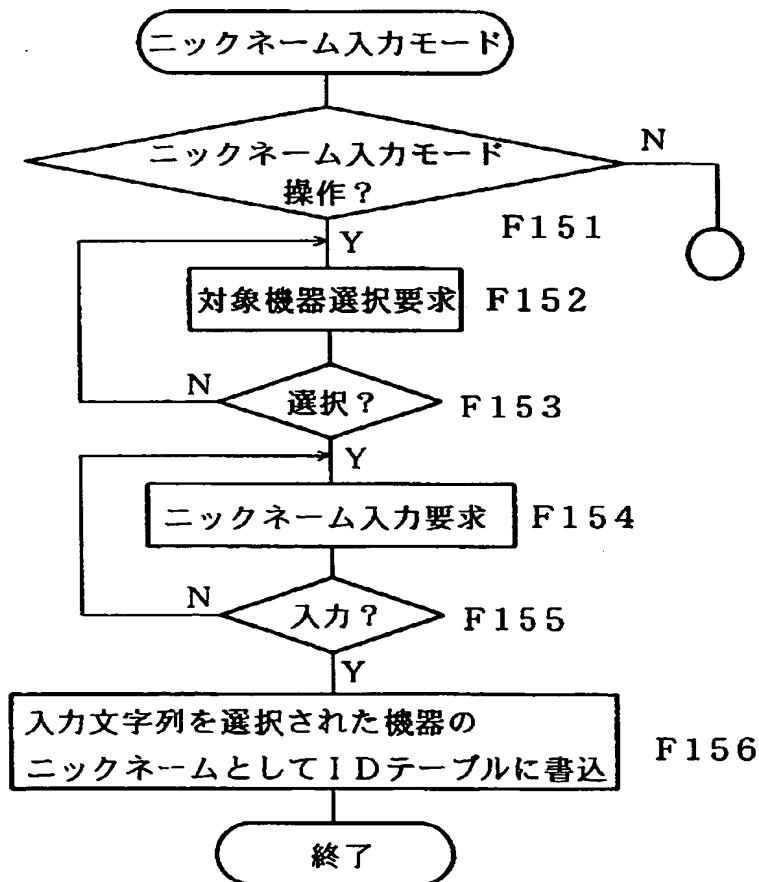 ニックネーム入力モード
ニックネーム入力モード
操作？
N
F151
Y
対象機器選択要求
F152
N
選択？
F153
Y
ニックネーム入力要求
F154
N
入力？
F155
Y
入力文字列を選択された機器の
ニックネームとしてIDテーブルに書込
F156
終了